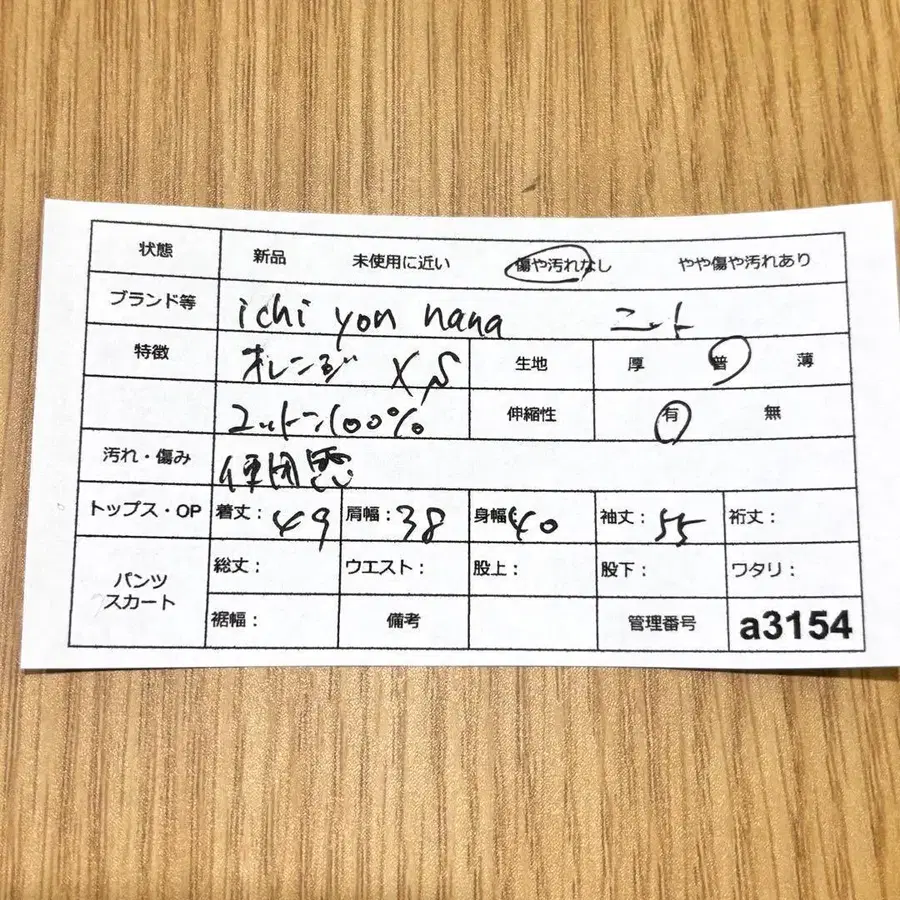 状態 新品 未使用に近い 傷や汚れなし やや傷や汚れあり
ブランド等 ichi yon nana ニット
特徴 オレンジ XS 生地 厚 普 薄
コットン100% 伸縮性 有 無
汚れ・傷み 使用感
トップス・OP 着丈: 49 肩幅: 38 身幅: 40 袖丈: 55 裄丈:
パンツ スカート 総丈: ウエスト: 股上: 股下: ワタリ:
裾幅: 備考 管理番号 a3154